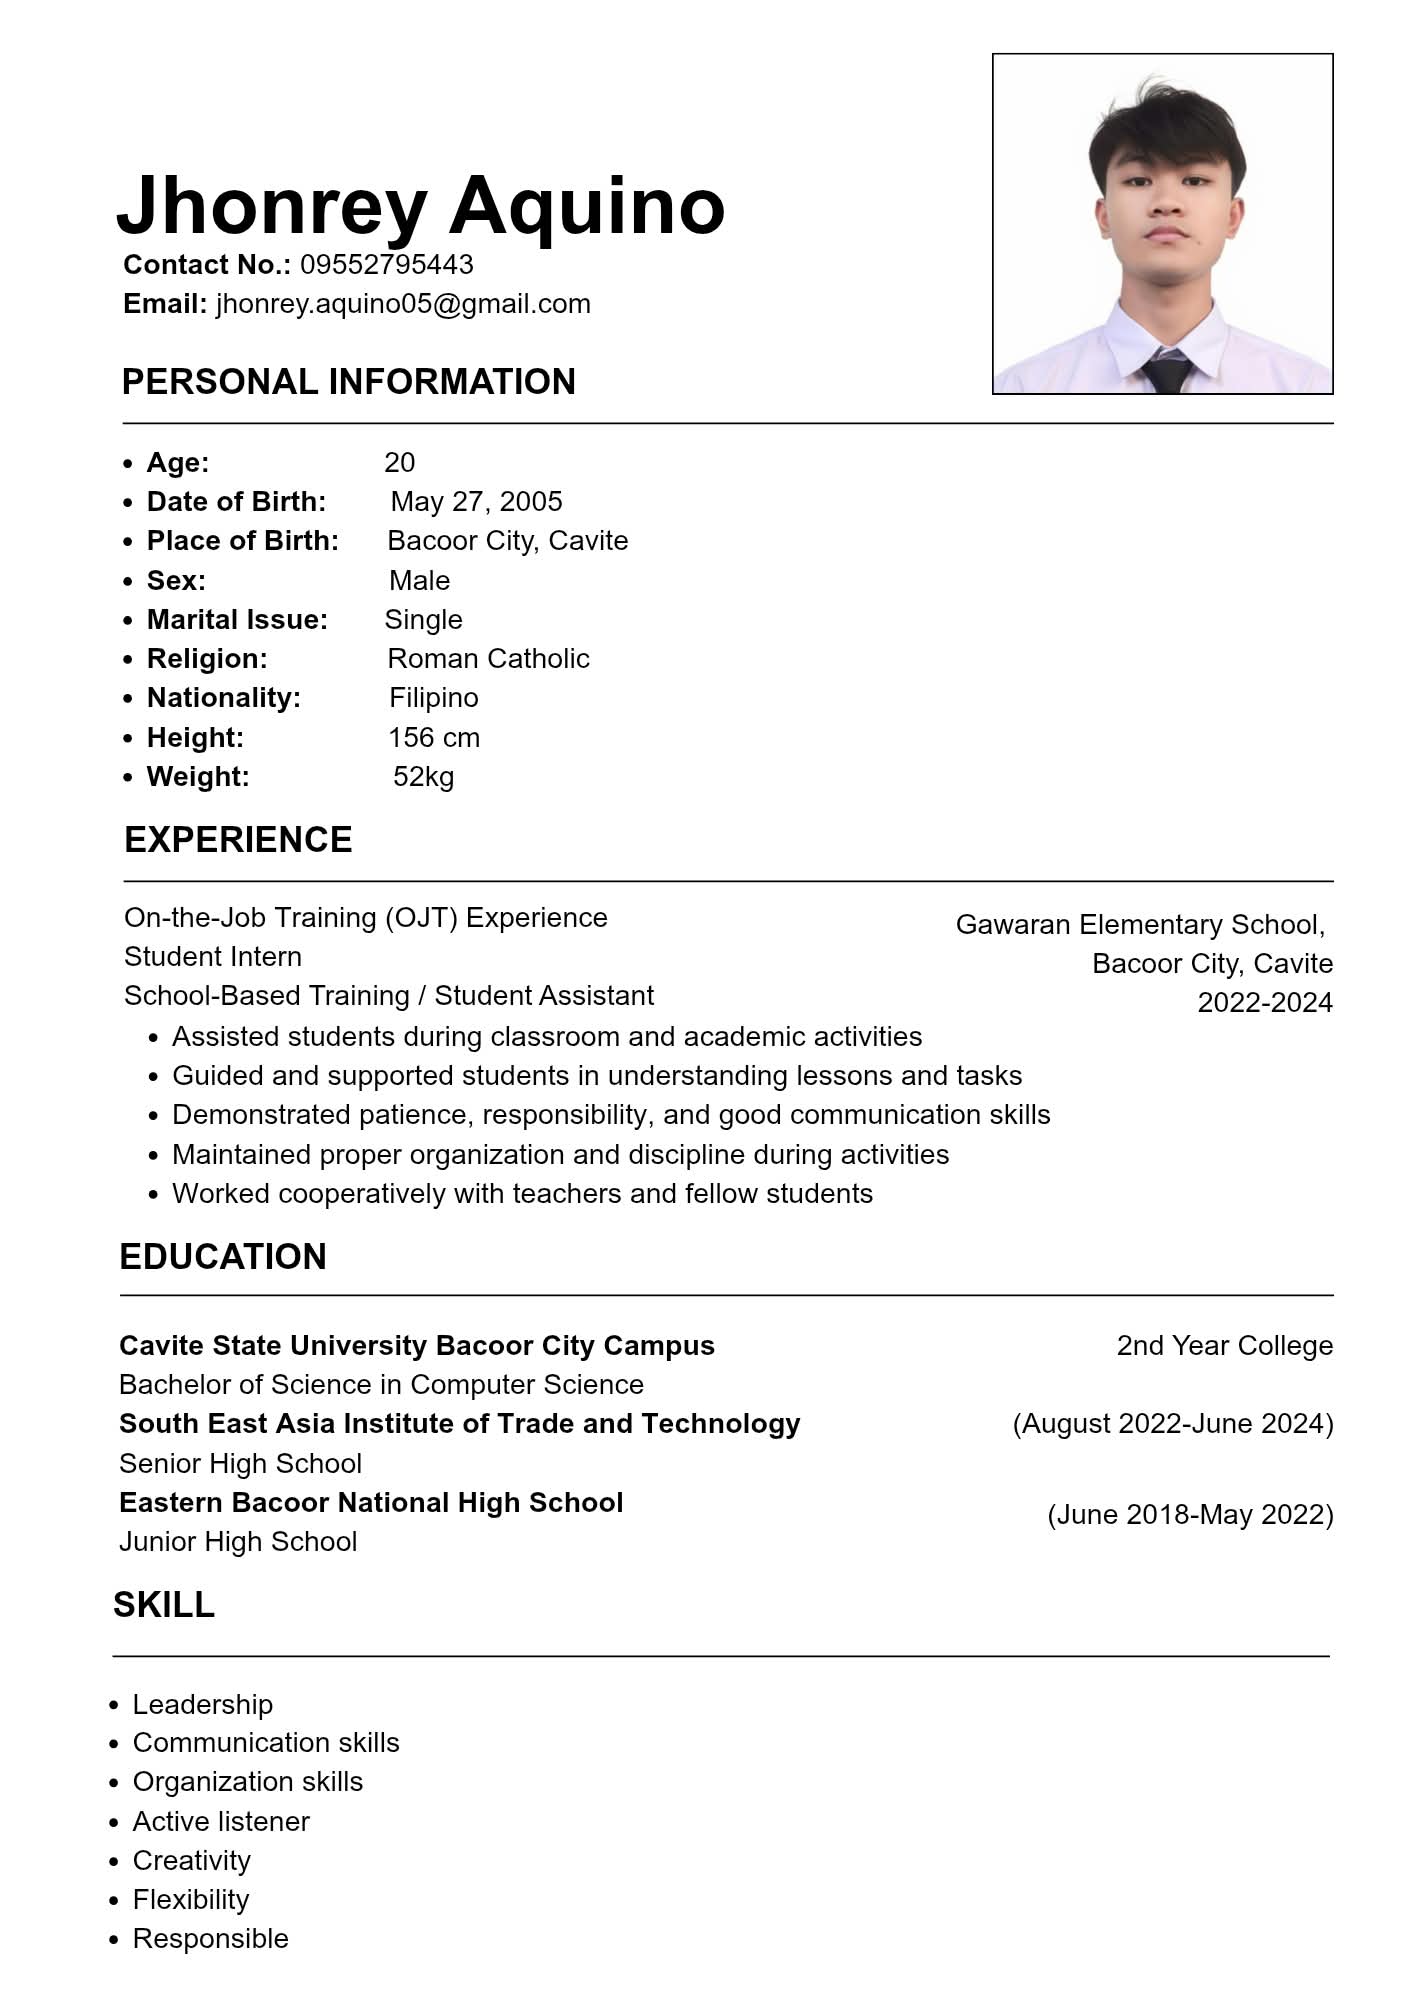 Jhonrey Aquino
Contact No.: 09552795443
Email: jhonrey.aquino05@gmail.com
PERSONAL INFORMATION
• Age: 20
• Date of Birth: May 27, 2005
• Place of Birth: Bacoor City, Cavite
• Sex: Male
• Marital Issue: Single
• Religion: Roman Catholic
• Nationality: Filipino
• Height: 156 cm
• Weight: 52kg
EXPERIENCE
On-the-Job Training (OJT) Experience
Student Intern
School-Based Training / Student Assistant
Gawaran Elementary School,
Bacoor City, Cavite
2022-2024
• Assisted students during classroom and academic activities
• Guided and supported students in understanding lessons and tasks
• Demonstrated patience, responsibility, and good communication skills
• Maintained proper organization and discipline during activities
• Worked cooperatively with teachers and fellow students
EDUCATION
Cavite State University Bacoor City Campus 2nd Year College
Bachelor of Science in Computer Science
South East Asia Institute of Trade and Technology (August 2022-June 2024)
Senior High School
Eastern Bacoor National High School (June 2018-May 2022)
Junior High School
SKILL
• Leadership
• Communication skills
• Organization skills
• Active listener
• Creativity
• Flexibility
• Responsible